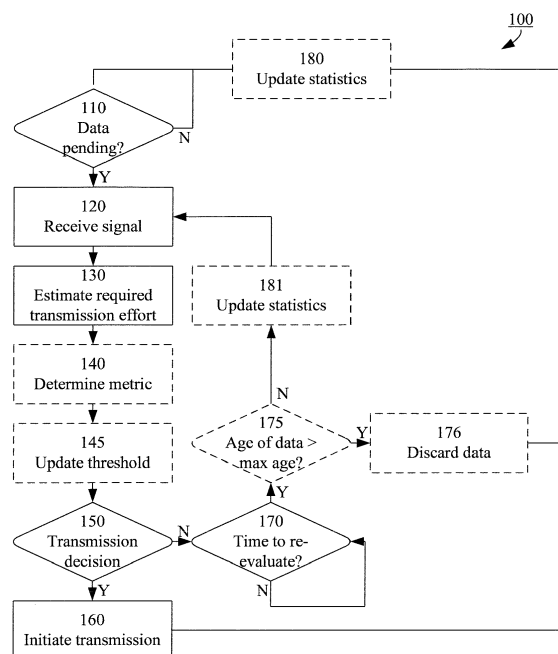 100
180
Update statistics
110
Data
pending?
N
Y
120
Receive signal
130
Estimate required
transmission effort
181
Update statistics
140
Determine metric
N
145
Update threshold
175
Age of data >
max age?
Y
176
Discard data
Y
150
Transmission
decision
N
170
Time to re-
evaluate?
N
Y
160
Initiate transmission